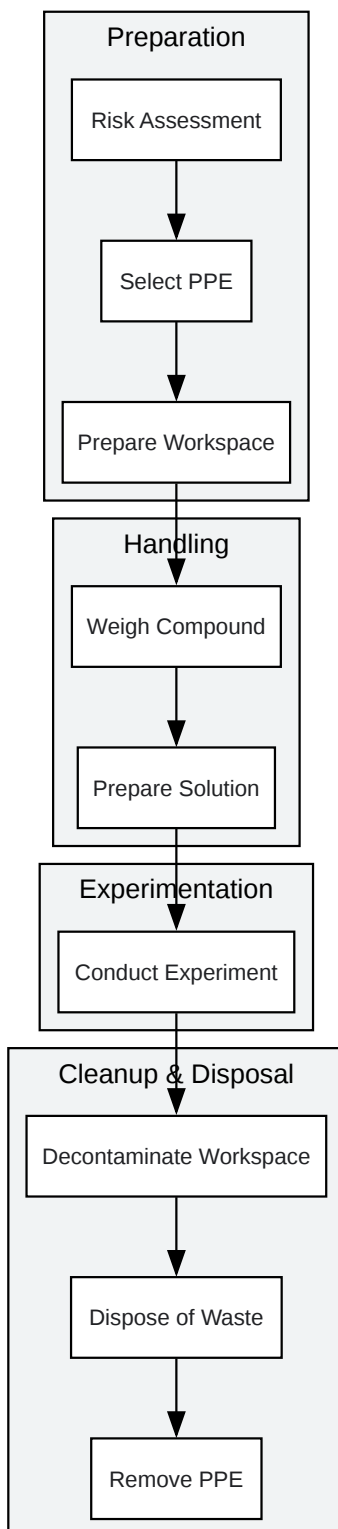 Preparation
Risk Assessment
Select PPE
Prepare Workspace
Handling
Weigh Compound
Prepare Solution
Experimentation
Conduct Experiment
Cleanup & Disposal
Decontaminate Workspace
Dispose of Waste
Remove PPE